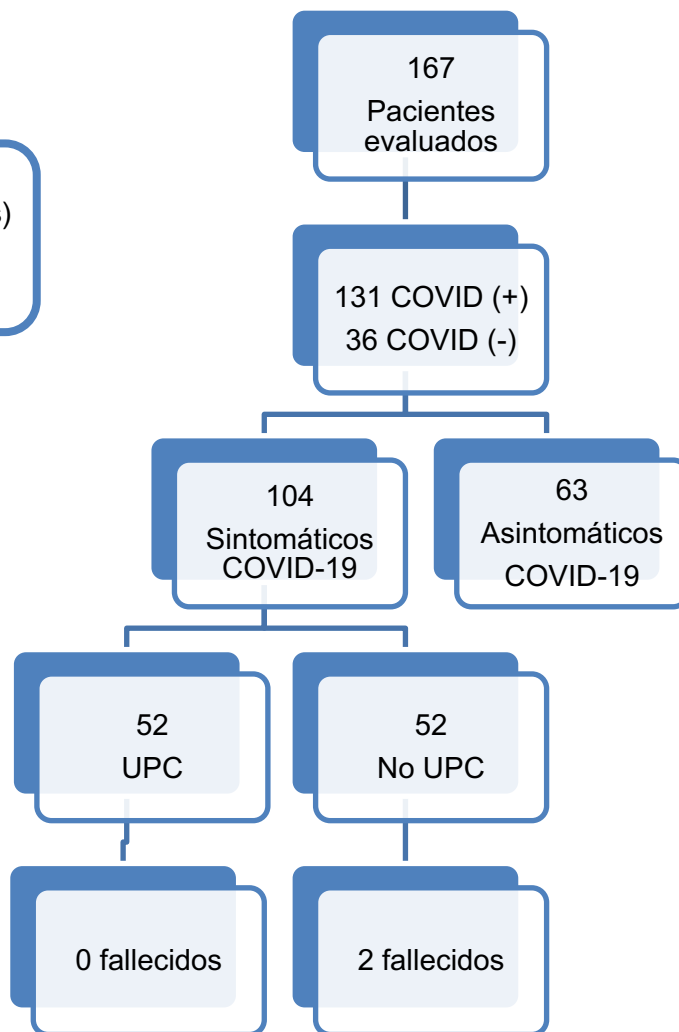 167
Pacientes
evaluados
s)
131 COVID (+)
36 COVID (-)
104
Sintomáticos
COVID-19
63
Asintomáticos
COVID-19
52
UPC
52
No UPC
0 fallecidos
2 fallecidos